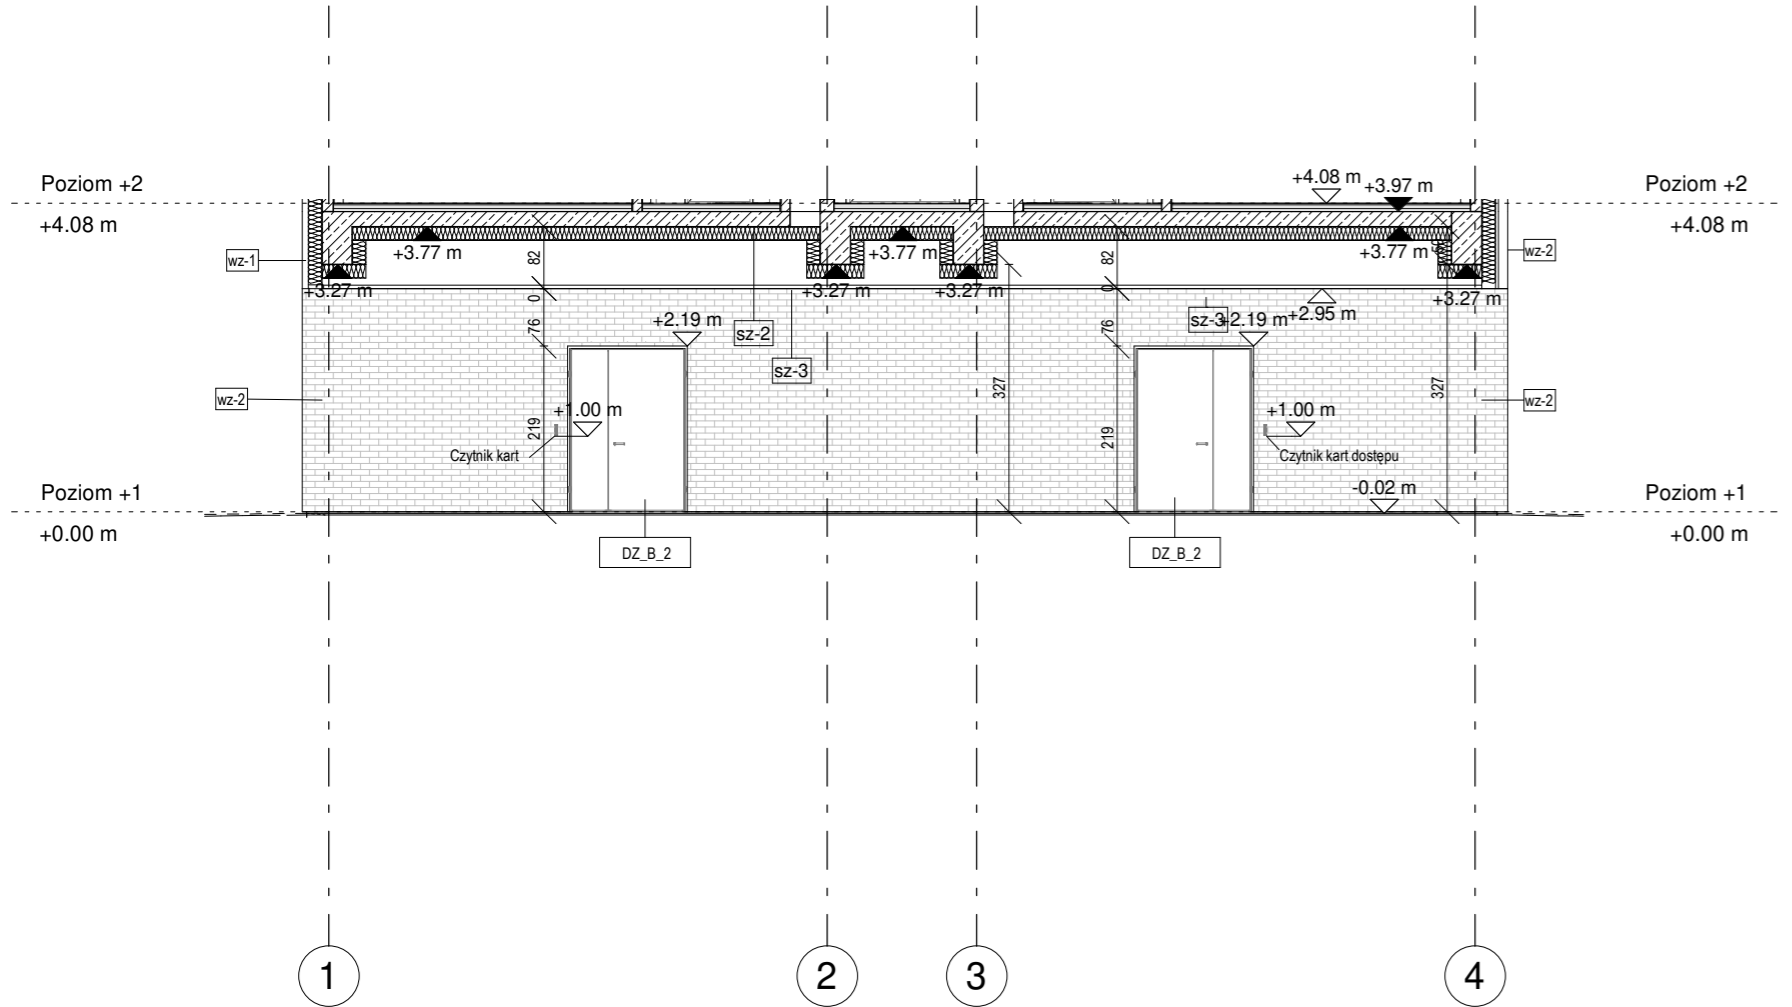 +4.08 m
+3.97 m
Poziom +2
Poziom +2
+4.08 m
+4.08 m
wz-1
+3.77 m
+3.77 m
+3.77 m
wz-2
82
82
+3.27 m
+3.27 m
+3.27 m
+3.27 m
0
0
+2.95 m
76
+2.19 m
sz-2
76
sz-3
+2.19 m
sz-3
wz-2
327
327
wz-2
219
+1.00 m
219
+1.00 m
Czytnik kart
Czytnik kart dostępu
Poziom +1
-0.02 m
Poziom +1
+0.00 m
+0.00 m
DZ_B_2
DZ_B_2
1
2
3
4